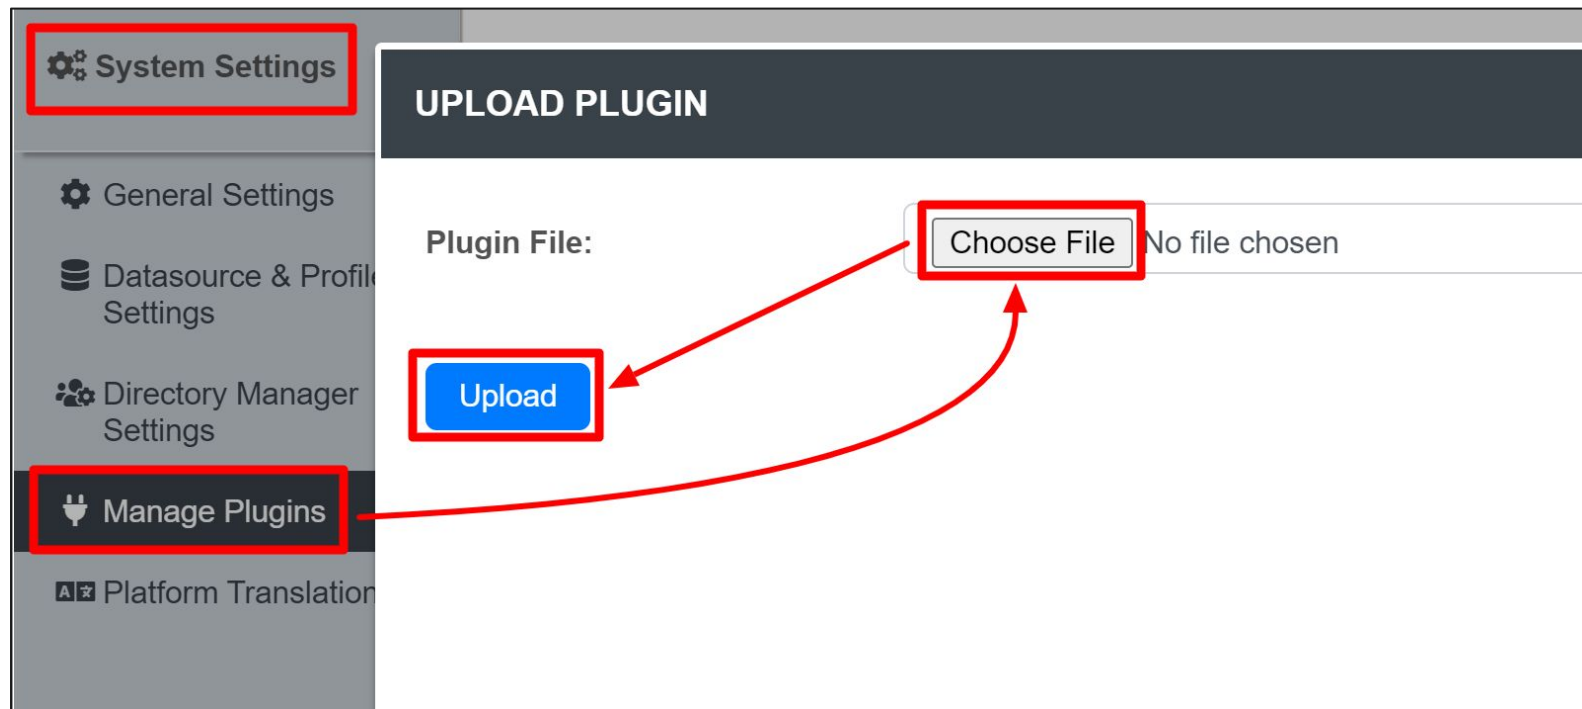 System Settings
UPLOAD PLUGIN
General Settings
Plugin File:
Choose File
No file chosen
Datasource & Profile
Settings
Directory Manager
Settings
Upload
Manage Plugins
Platform Translation